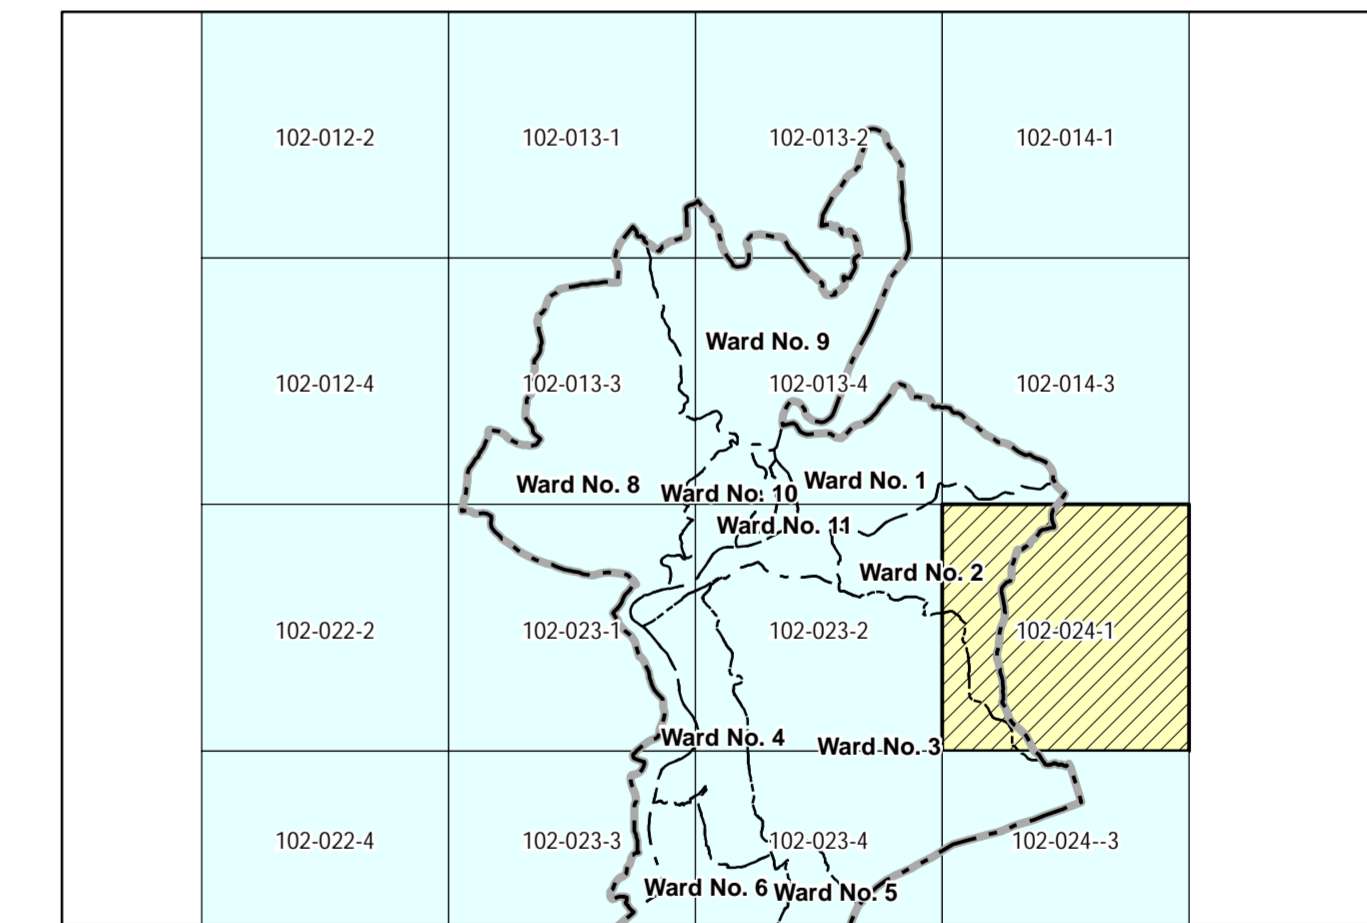 102-012-2
102-013-1
102-013-2
102-014-1
Ward No. 9
102-012-4
102-013-3
102-013-4
102-014-3
Ward No. 8
Ward No. 10
Ward No. 1
Ward No. 11
Ward No. 2
102-022-2
102-023-1
102-023-2
102-024-1
Ward No. 4
Ward No. 3
102-022-4
102-023-3
102-023-4
102-024--3
Ward No. 6
Ward No. 5